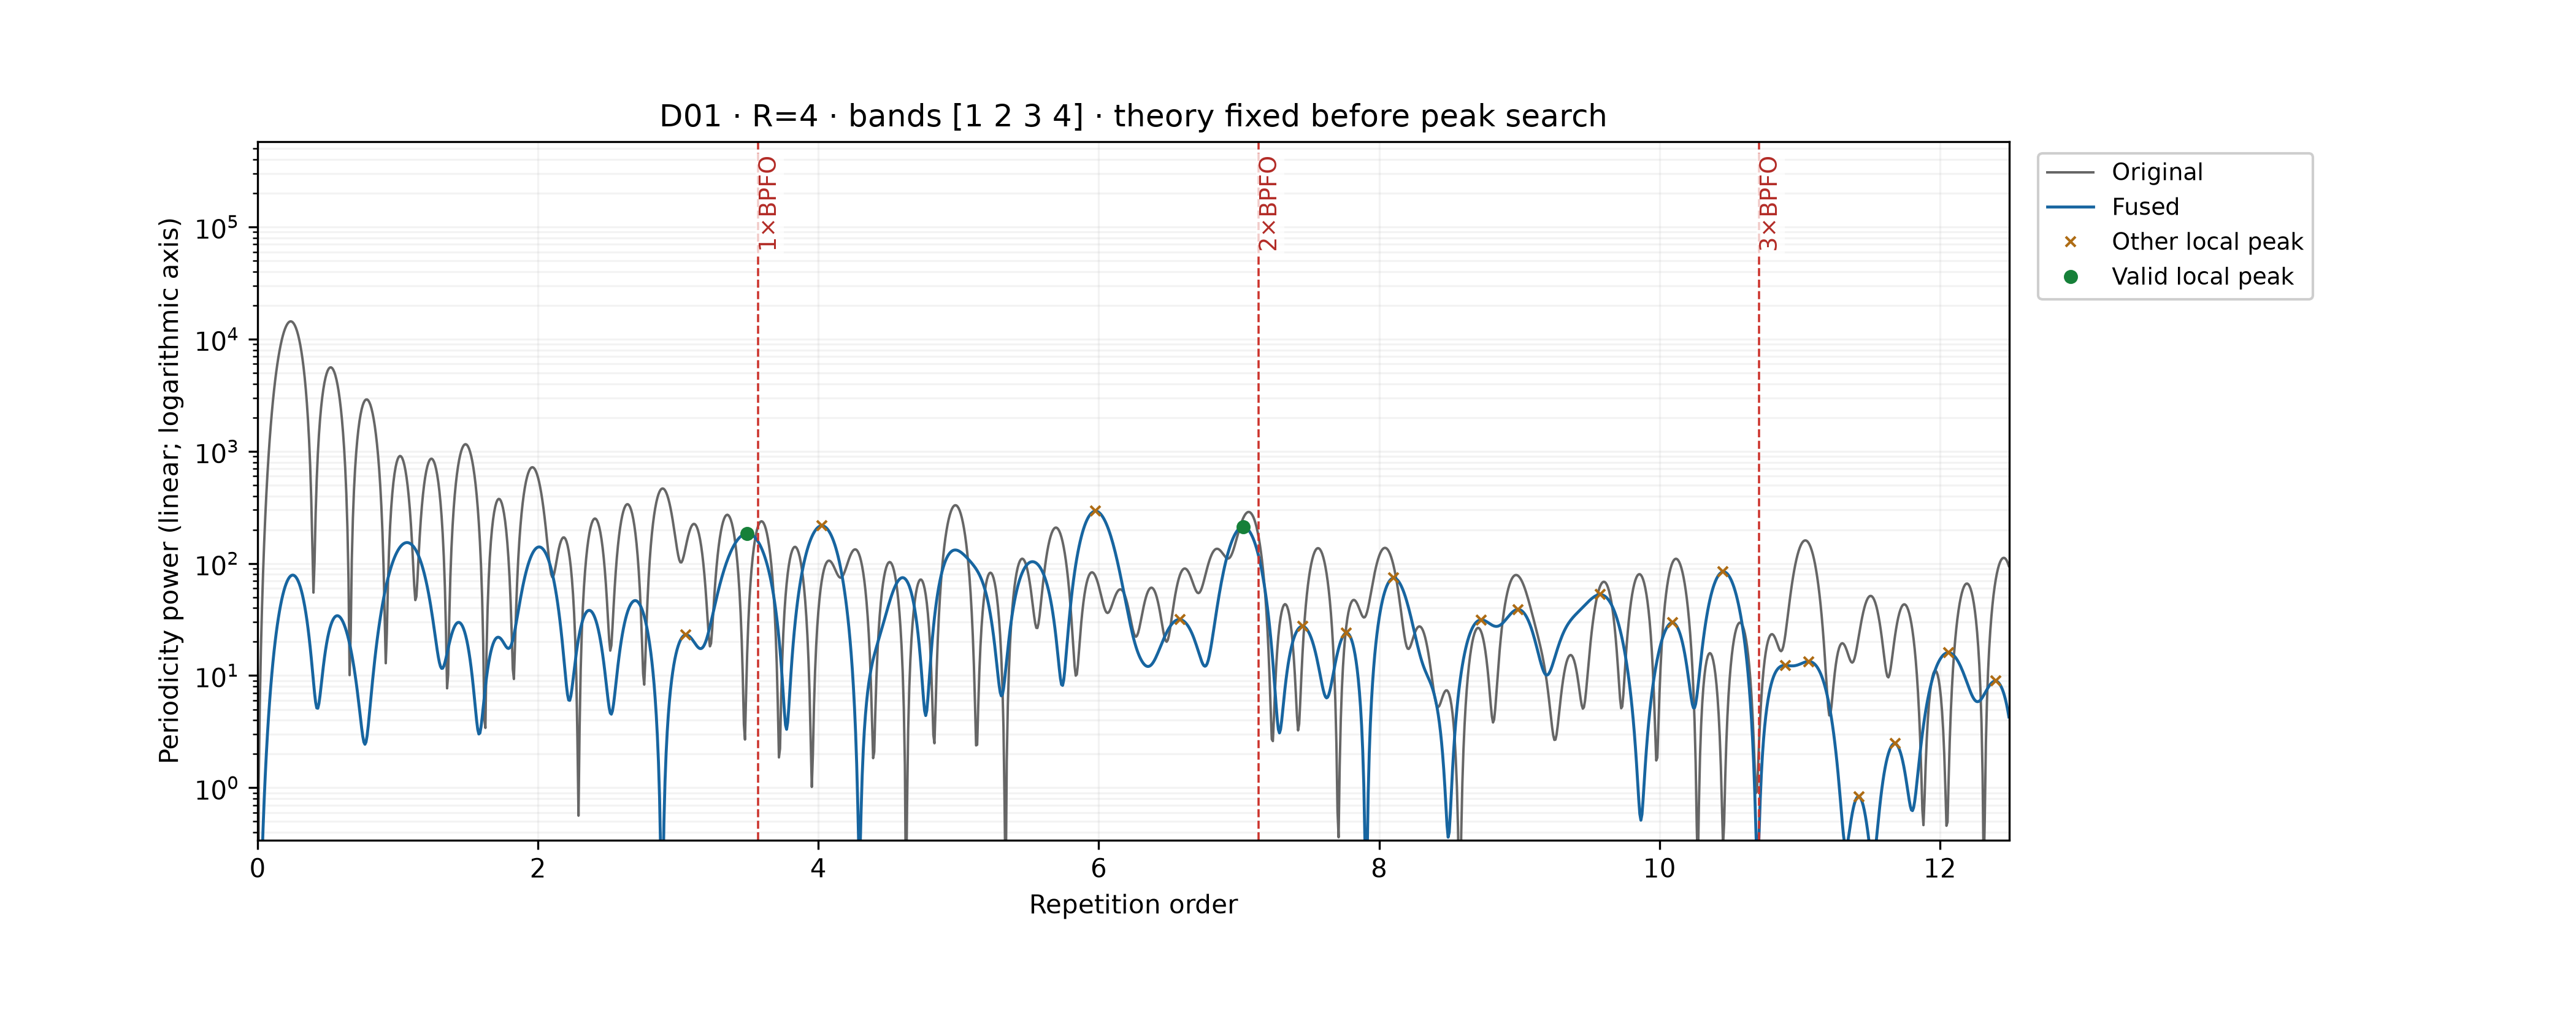 D01 · R=4 · bands [1 2 3 4] · theory fixed before peak search
1×BPFO
2×BPFO
3×BPFO
Original
Fused
Other local peak
Valid local peak
Periodicity power (linear; logarithmic axis)
10⁵
10⁴
10³
10²
10¹
10⁰
0 2 4 6 8 10 12
Repetition order